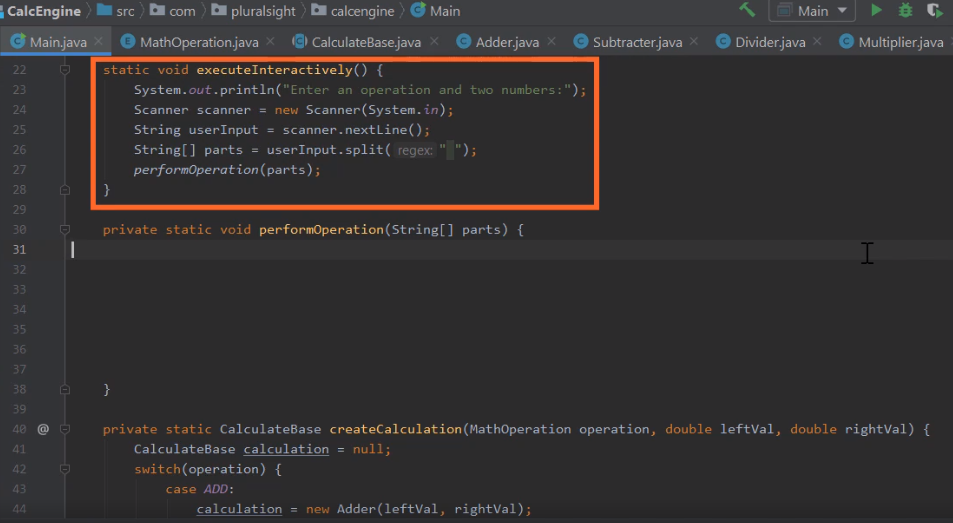 CalcEngine src com pluralsight calcengine Main Main
Main.java MathOperation.java CalculateBase.java Adder.java Subtracter.java Divider.java Multiplier.java
22 static void executeInteractively() {
23 System.out.println("Enter an operation and two numbers:");
24 Scanner scanner = new Scanner(System.in);
25 String userInput = scanner.nextLine();
26 String[] parts = userInput.split( regex: " ");
27 performOperation(parts);
28 }
29
30 private static void performOperation(String[] parts) {
31
32
33
34
35
36
37
38 }
39
40 @ private static CalculateBase createCalculation(MathOperation operation, double leftVal, double rightVal) {
41 CalculateBase calculation = null;
42 switch(operation) {
43 case ADD:
44 calculation = new Adder(leftVal, rightVal);